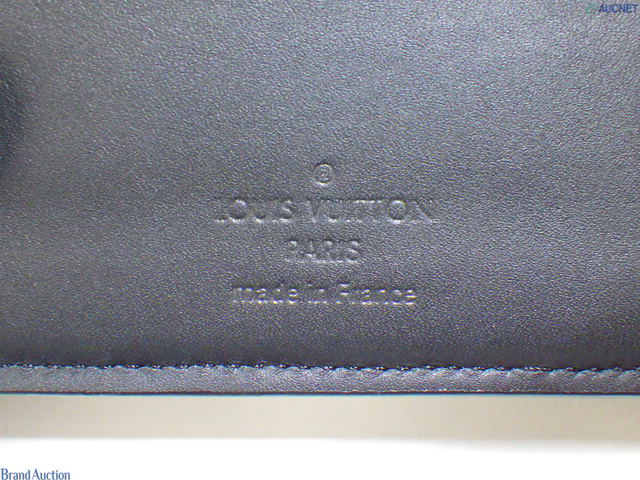 AUCNET
®
LOUIS VUITTON
PARIS
made in France
Brand Auction